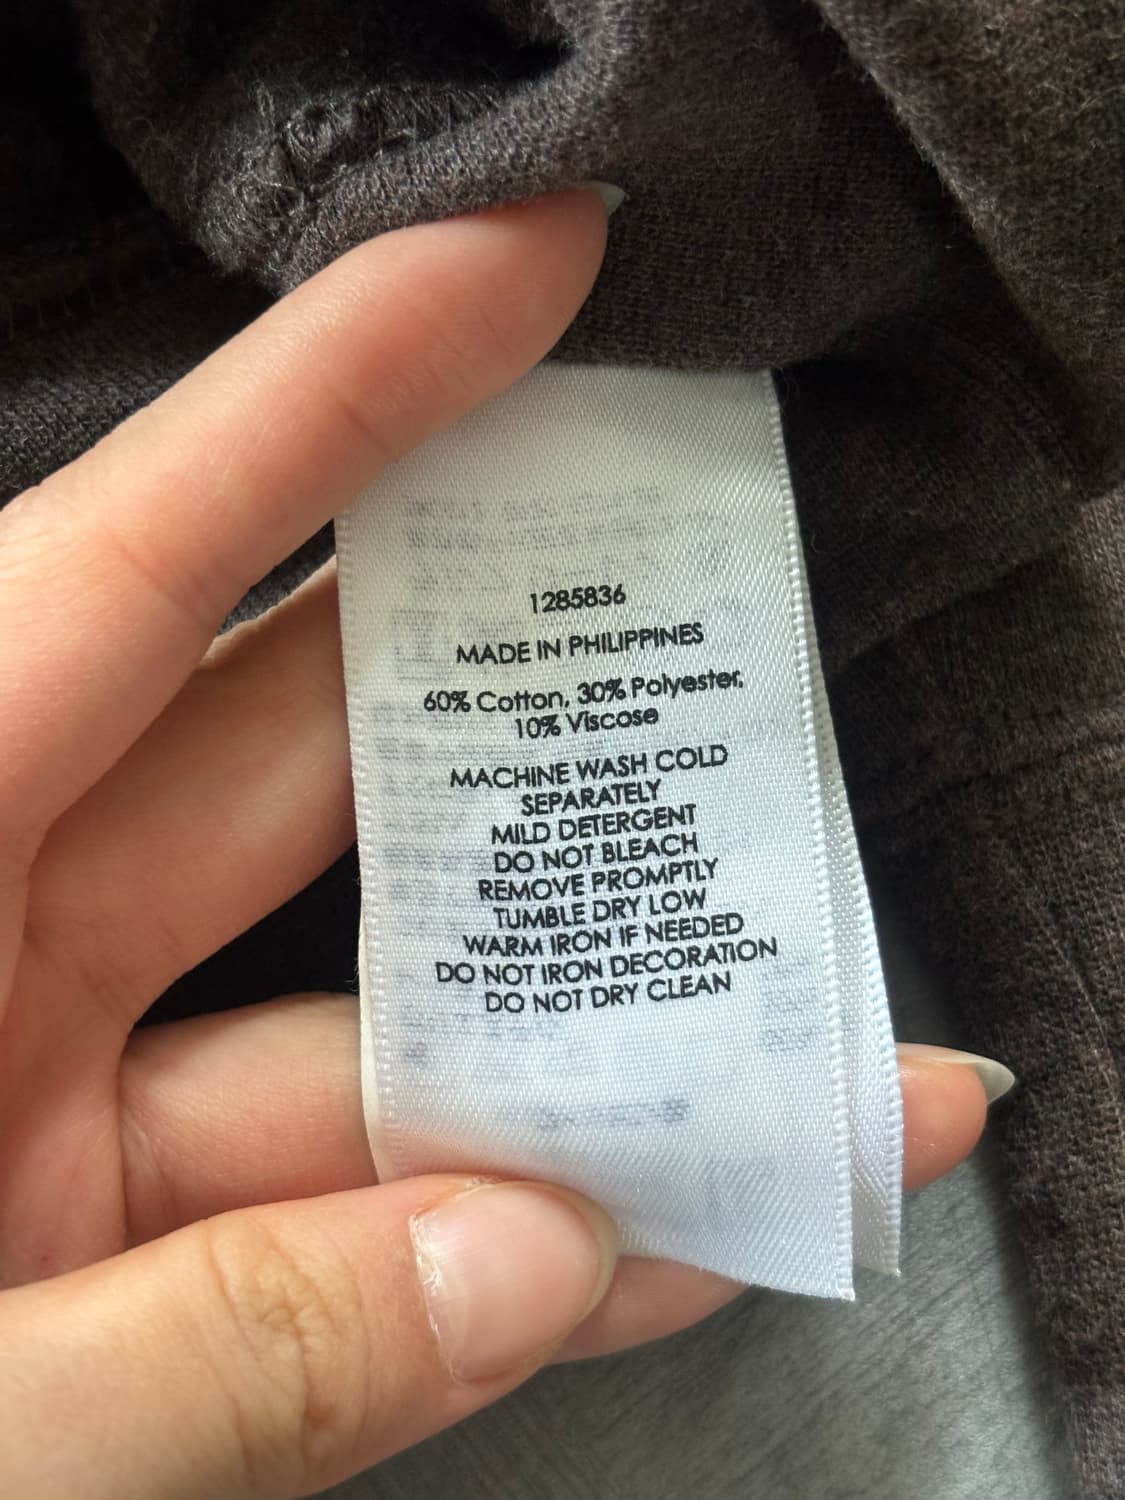 1285836
MADE IN PHILIPPINES
60% Cotton, 30% Polyester,
10% Viscose
MACHINE WASH COLD
SEPARATELY
MILD DETERGENT
DO NOT BLEACH
REMOVE PROMPTLY
TUMBLE DRY LOW
WARM IRON IF NEEDED
DO NOT IRON DECORATION
DO NOT DRY CLEAN